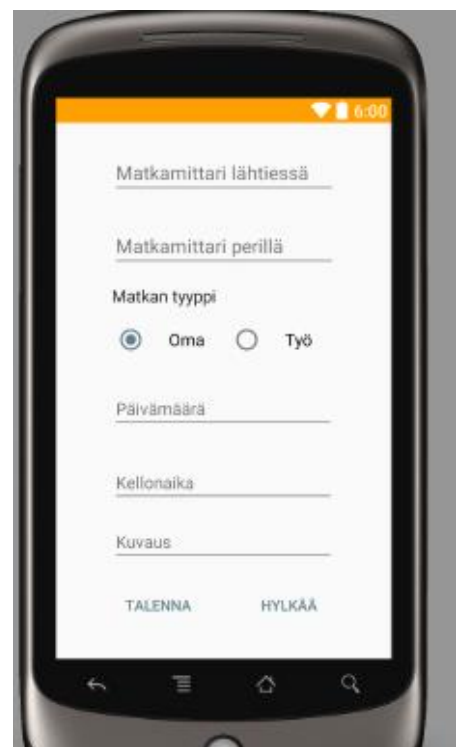 6:00
Matkamittari lähtiessä
Matkamittari perillä
Matkan tyyppi
Oma Työ
Päivämäärä
Kellonaika
Kuvaus
TALENNA HYLKÄÄ